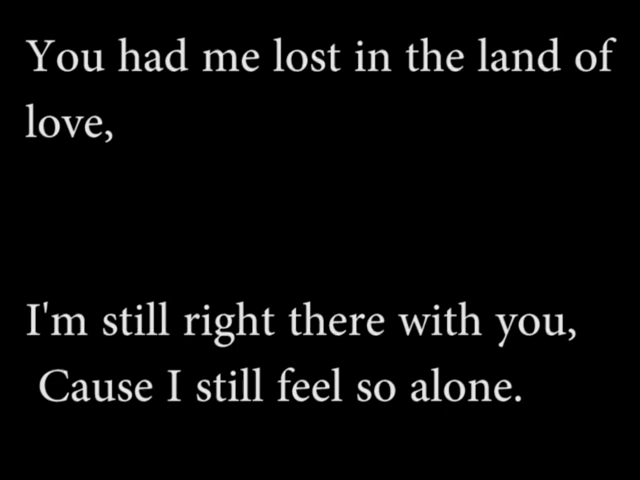 You had me lost in the land of
love,
I'm still right there with you,
Cause I still feel so alone.